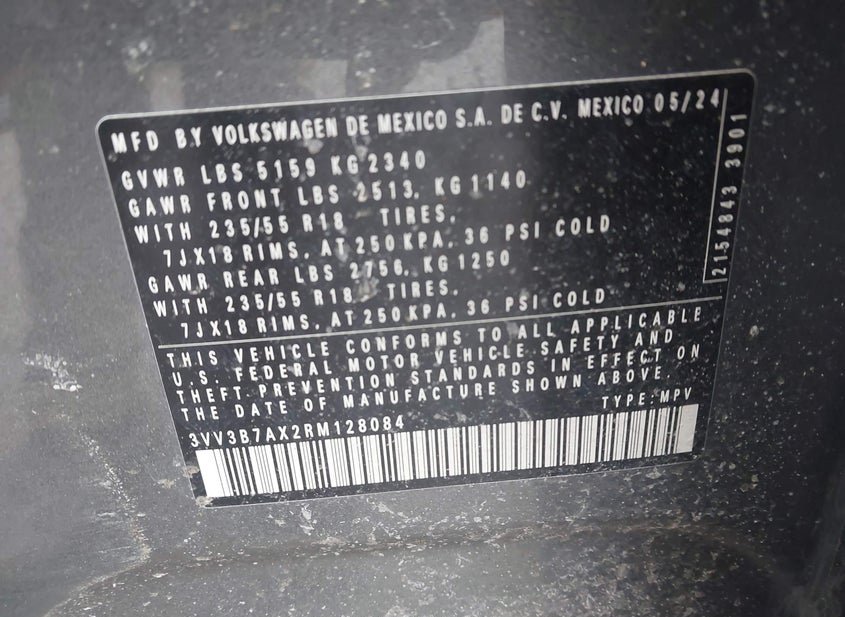 MFD BY VOLKSWAGEN DE MEXICO S.A. DE C.V. MEXICO 05/24
GVWR LBS 5159 KG 2340
GAWR FRONT LBS 2513, KG 1140
WITH 235/55 R18 TIRES,
7JX18 RIMS, AT 250 KPA, 36 PSI COLD
GAWR REAR LBS 2756, KG 1250
WITH 235/55 R18 TIRES,
7JX18 RIMS, AT 250 KPA, 36 PSI COLD
2154843 3901
THIS VEHICLE CONFORMS TO ALL APPLICABLE
U.S. FEDERAL MOTOR VEHICLE SAFETY AND
THEFT PREVENTION STANDARDS IN EFFECT ON
THE DATE OF MANUFACTURE SHOWN ABOVE.
TYPE: MPV
3VV3B7AX2RM128084